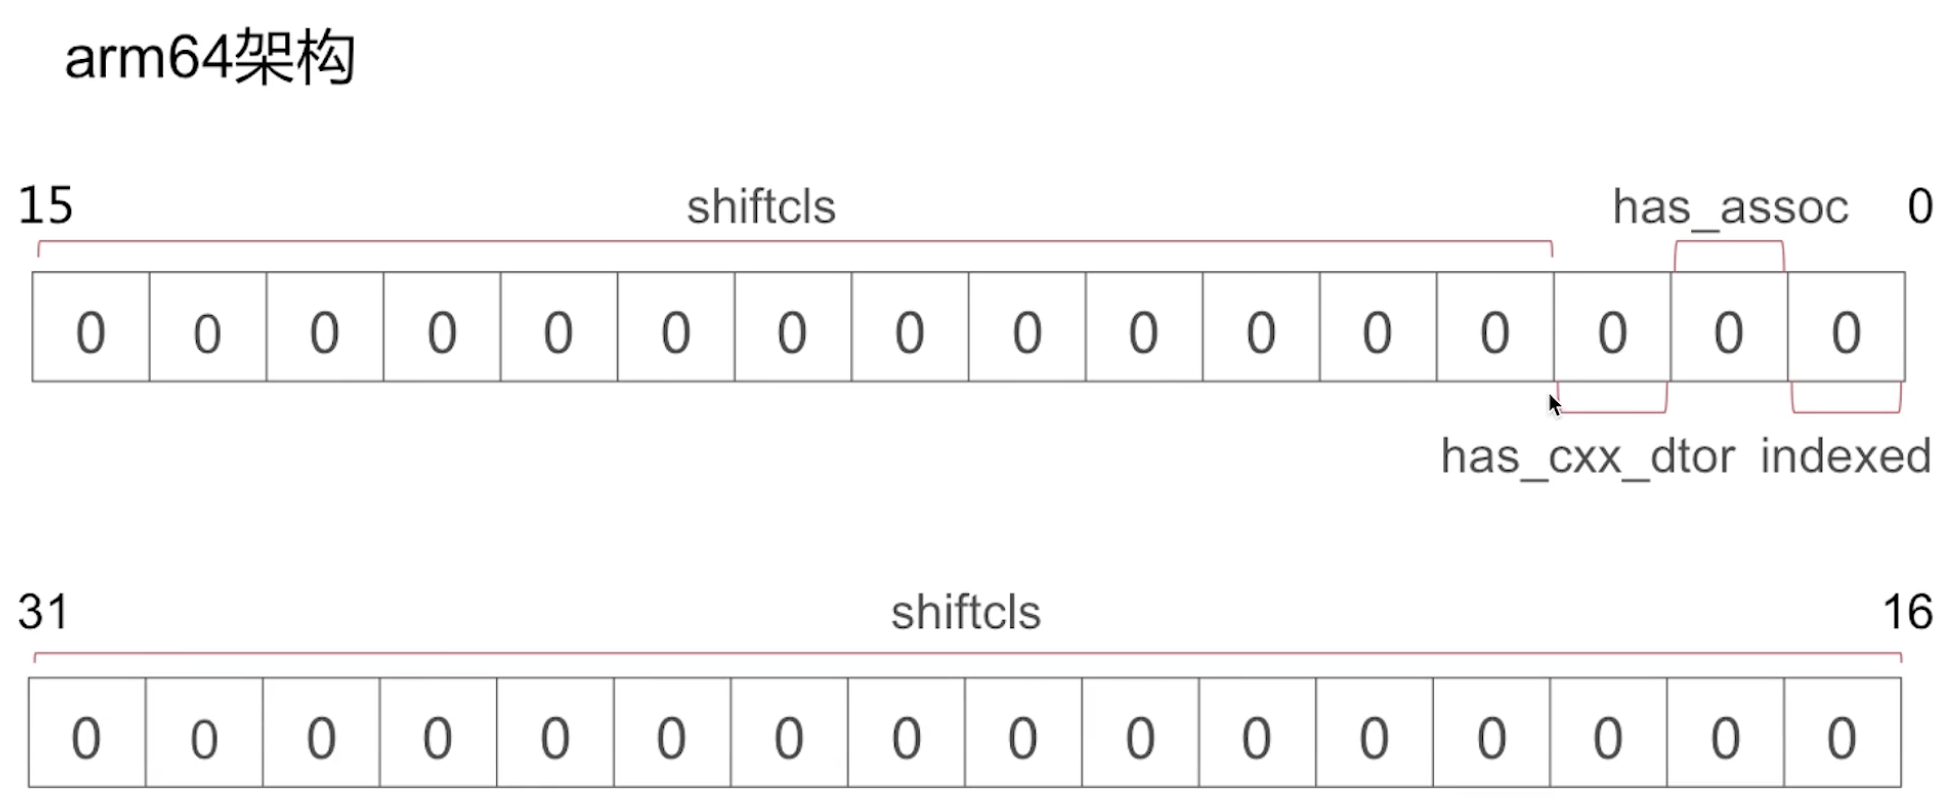 arm64架构
15 shiftcls has_assoc 0
0 0 0 0 0 0 0 0 0 0 0 0 0 0 0 0
has_cxx_dtor indexed
31 shiftcls 16
0 0 0 0 0 0 0 0 0 0 0 0 0 0 0 0